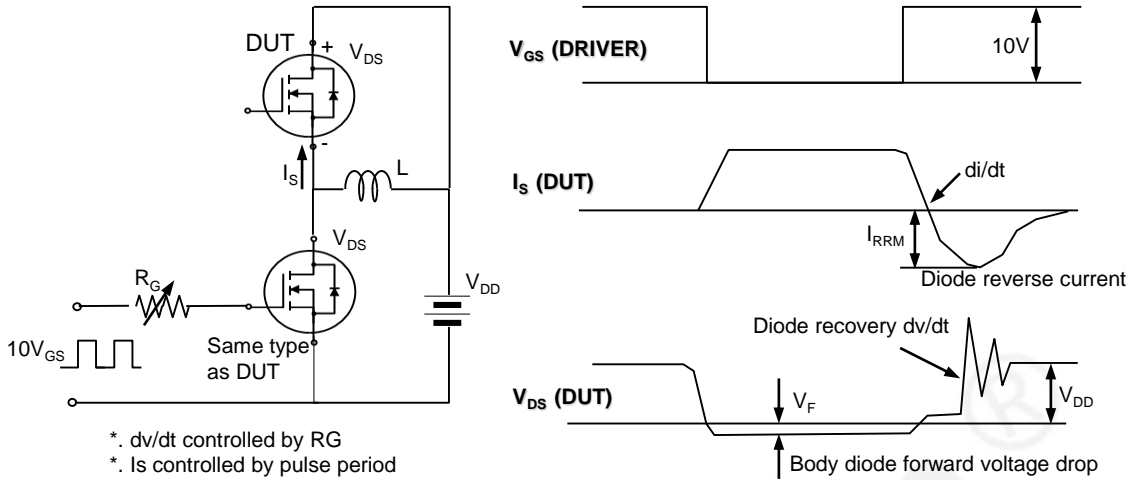 DUT
+
V_DS
-
I_S
L
V_DS
R_G
V_DD
10V_GS
Same type
as DUT
*. dv/dt controlled by RG
*. Is controlled by pulse period
V_GS (DRIVER)
10V
I_S (DUT)
di/dt
I_RRM
Diode reverse current
Diode recovery dv/dt
V_DS (DUT)
V_F
V_DD
Body diode forward voltage drop
®